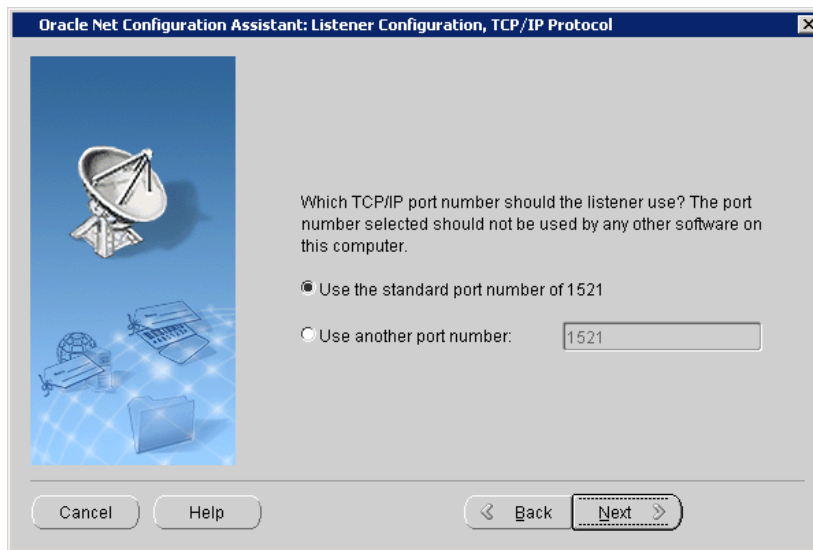 Oracle Net Configuration Assistant: Listener Configuration, TCP/IP Protocol
Which TCP/IP port number should the listener use? The port
number selected should not be used by any other software on
this computer.
Use the standard port number of 1521
Use another port number: 1521
Cancel Help Back Next